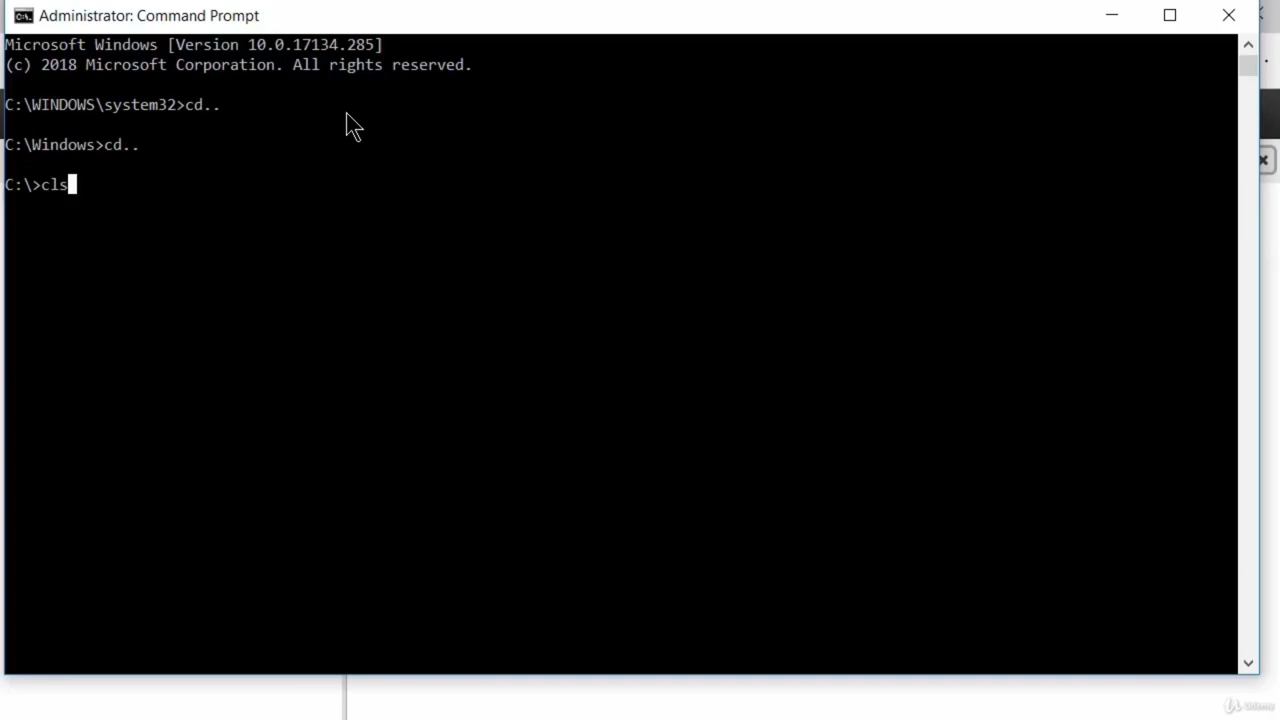 Administrator: Command Prompt
Microsoft Windows [Version 10.0.17134.285]
(c) 2018 Microsoft Corporation. All rights reserved.
C:\WINDOWS\system32>cd..
C:\Windows>cd..
C:\>cls
Udemy